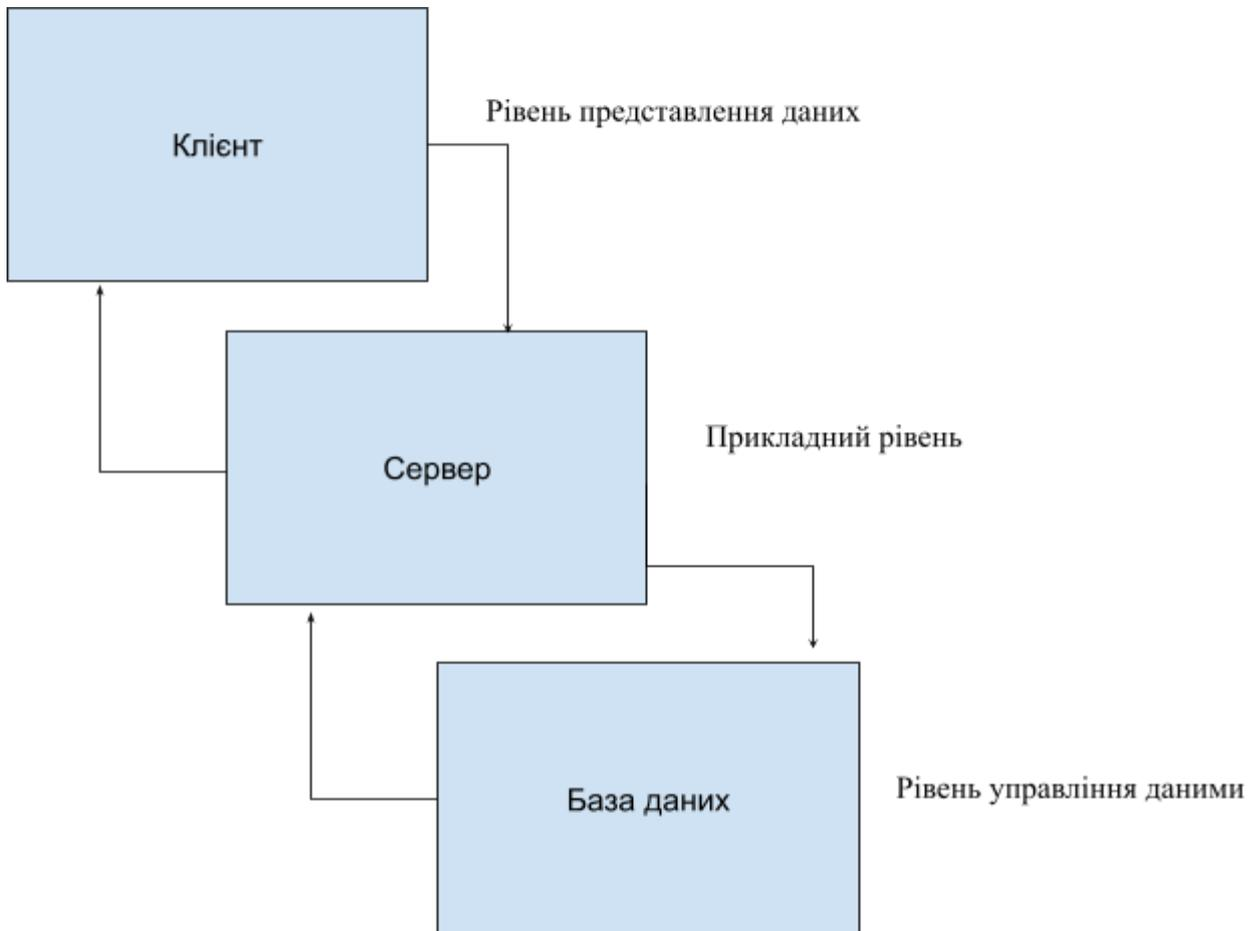 Рівень представлення даних
Клієнт
Прикладний рівень
Сервер
Рівень управління даними
База даних